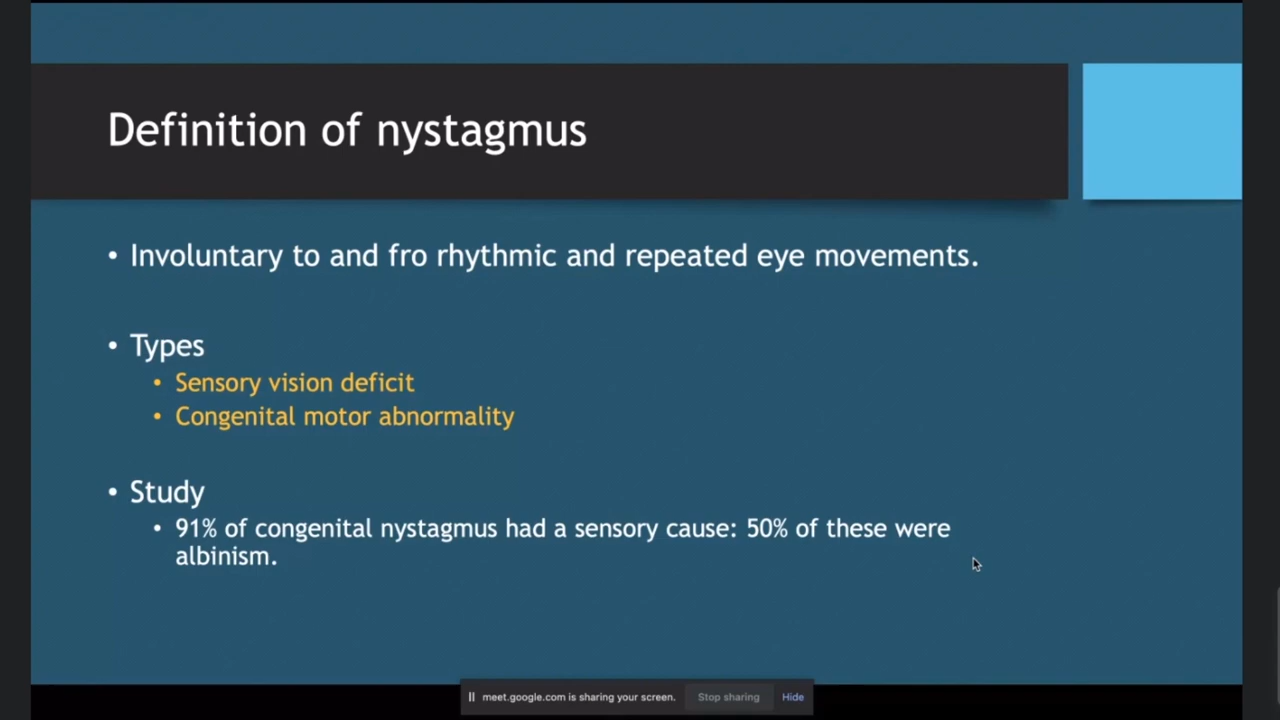 Definition of nystagmus
• Involuntary to and fro rhythmic and repeated eye movements.
• Types
• Sensory vision deficit
• Congenital motor abnormality
• Study
• 91% of congenital nystagmus had a sensory cause: 50% of these were
albinism.
meet.google.com is sharing your screen. Stop sharing Hide